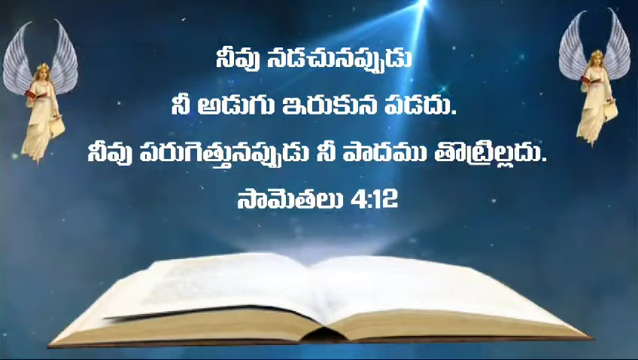 నీవు నడచునప్పుడు
నీ అడుగు ఇరుకున పడదు.
నీవు పరుగెత్తునప్పుడు నీ పాదము తొట్రిల్లదు.
సామెతలు 4:12